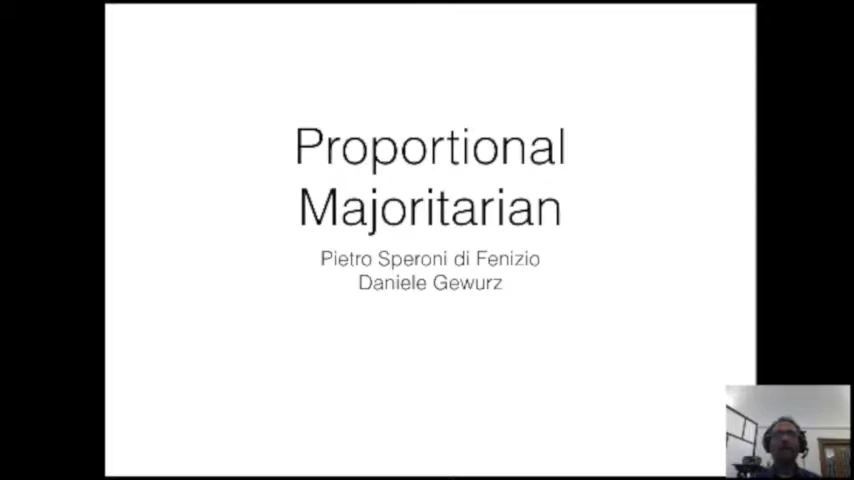 Proportional
Majoritarian
Pietro Speroni di Fenizio
Daniele Gewurz